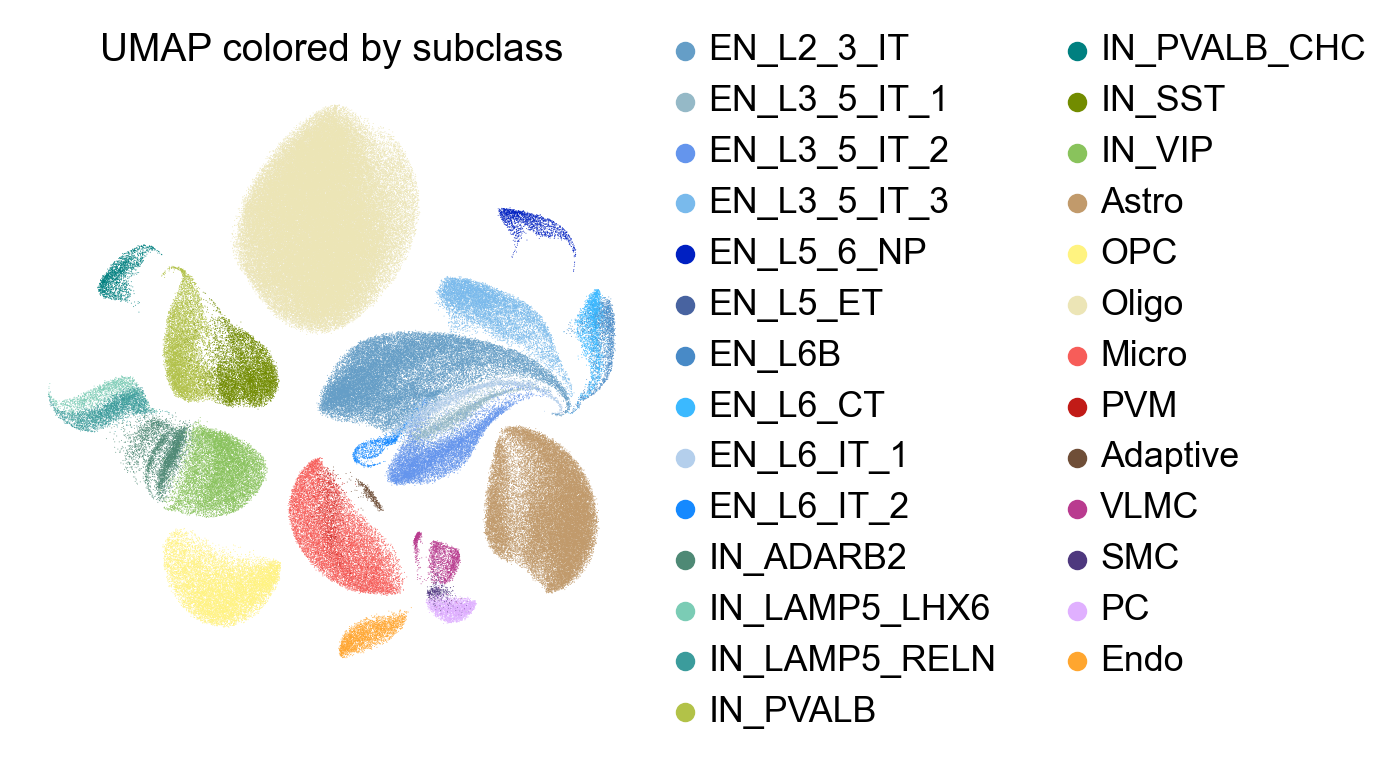 UMAP colored by subclass
EN_L2_3_IT
EN_L3_5_IT_1
EN_L3_5_IT_2
EN_L3_5_IT_3
EN_L5_6_NP
EN_L5_ET
EN_L6B
EN_L6_CT
EN_L6_IT_1
EN_L6_IT_2
IN_ADARB2
IN_LAMP5_LHX6
IN_LAMP5_RELN
IN_PVALB
IN_PVALB_CHC
IN_SST
IN_VIP
Astro
OPC
Oligo
Micro
PVM
Adaptive
VLMC
SMC
PC
Endo